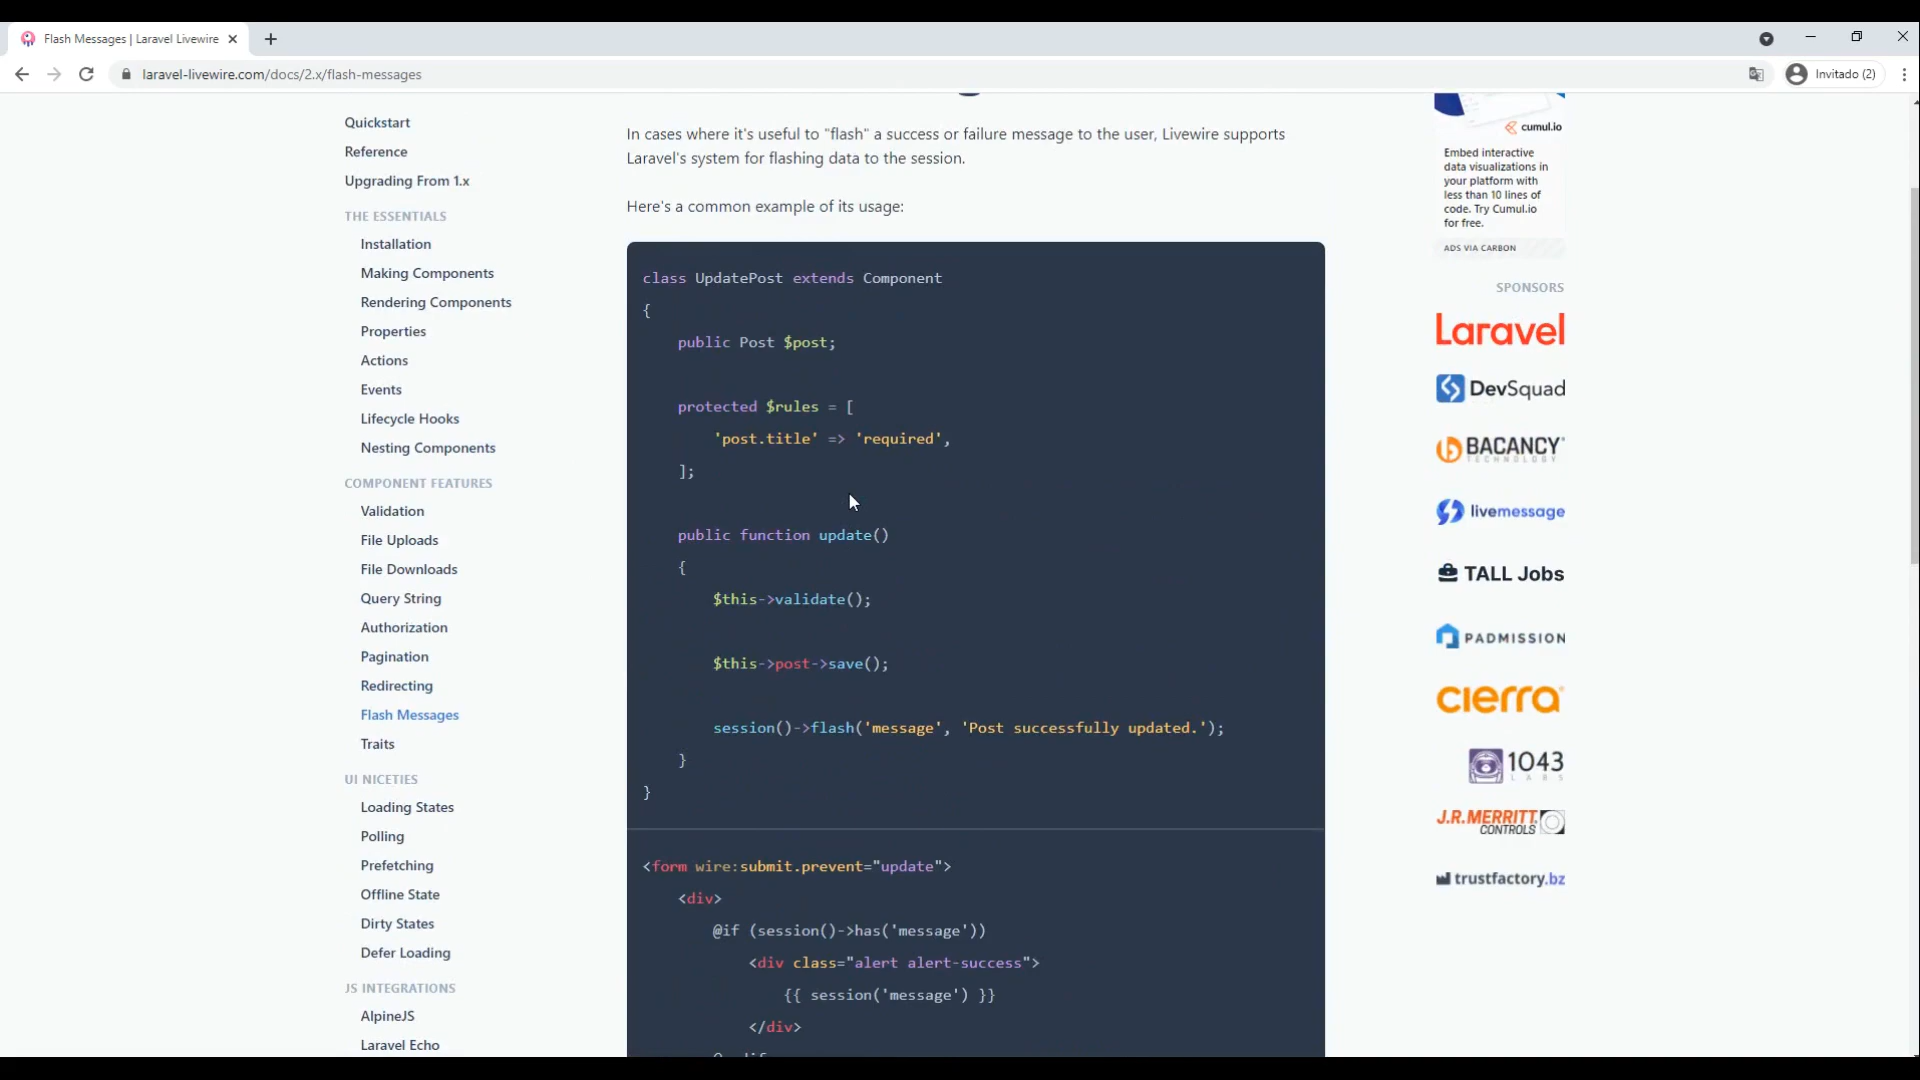 Flash Messages | Laravel Livewire
laravel-livewire.com/docs/2.x/flash-messages
Invitado (2)
Quickstart
Reference
Upgrading From 1.x
THE ESSENTIALS
Installation
Making Components
Rendering Components
Properties
Actions
Events
Lifecycle Hooks
Nesting Components
COMPONENT FEATURES
Validation
File Uploads
File Downloads
Query String
Authorization
Pagination
Redirecting
Flash Messages
Traits
UI NICETIES
Loading States
Polling
Prefetching
Offline State
Dirty States
Defer Loading
JS INTEGRATIONS
AlpineJS
Laravel Echo
In cases where it's useful to "flash" a success or failure message to the user, Livewire supports
Laravel's system for flashing data to the session.
Here's a common example of its usage:
class UpdatePost extends Component
{
public Post $post;
protected $rules = [
'post.title' => 'required',
];
public function update()
{
$this->validate();
$this->post->save();
session()->flash('message', 'Post successfully updated.');
}
}
<form wire:submit.prevent="update">
<div>
@if (session()->has('message'))
<div class="alert alert-success">
{{ session('message') }}
</div>
cumul.io
Embed interactive
data visualizations in
your platform with
less than 10 lines of
code. Try Cumul.io
for free.
ADS VIA CARBON
SPONSORS
Laravel
DevSquad
BACANCY
TECHNOLOGY
livemessage
TALL Jobs
PADMISSION
cierra
1043
LABS
J.R.MERRITT
CONTROLS
trustfactory.bz